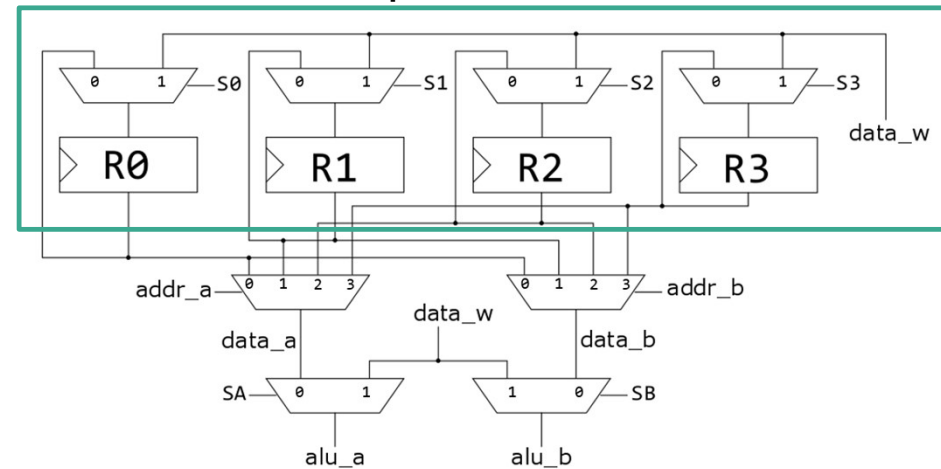 0 1 S0 0 1 S1 0 1 S2 0 1 S3
data_w
R0 R1 R2 R3
0 1 2 3 0 1 2 3
addr_a addr_b
data_w
data_a data_b
SA 0 1 1 0 SB
alu_a alu_b